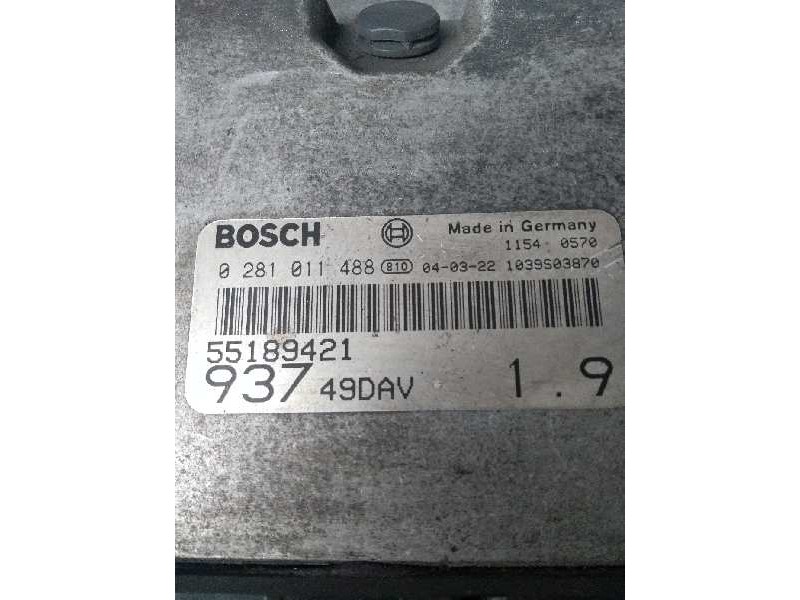 BOSCH Made in Germany
1154 0570
0 281 011 488 810 04-03-22 1039S03870
55189421
937 49DAV 1.9